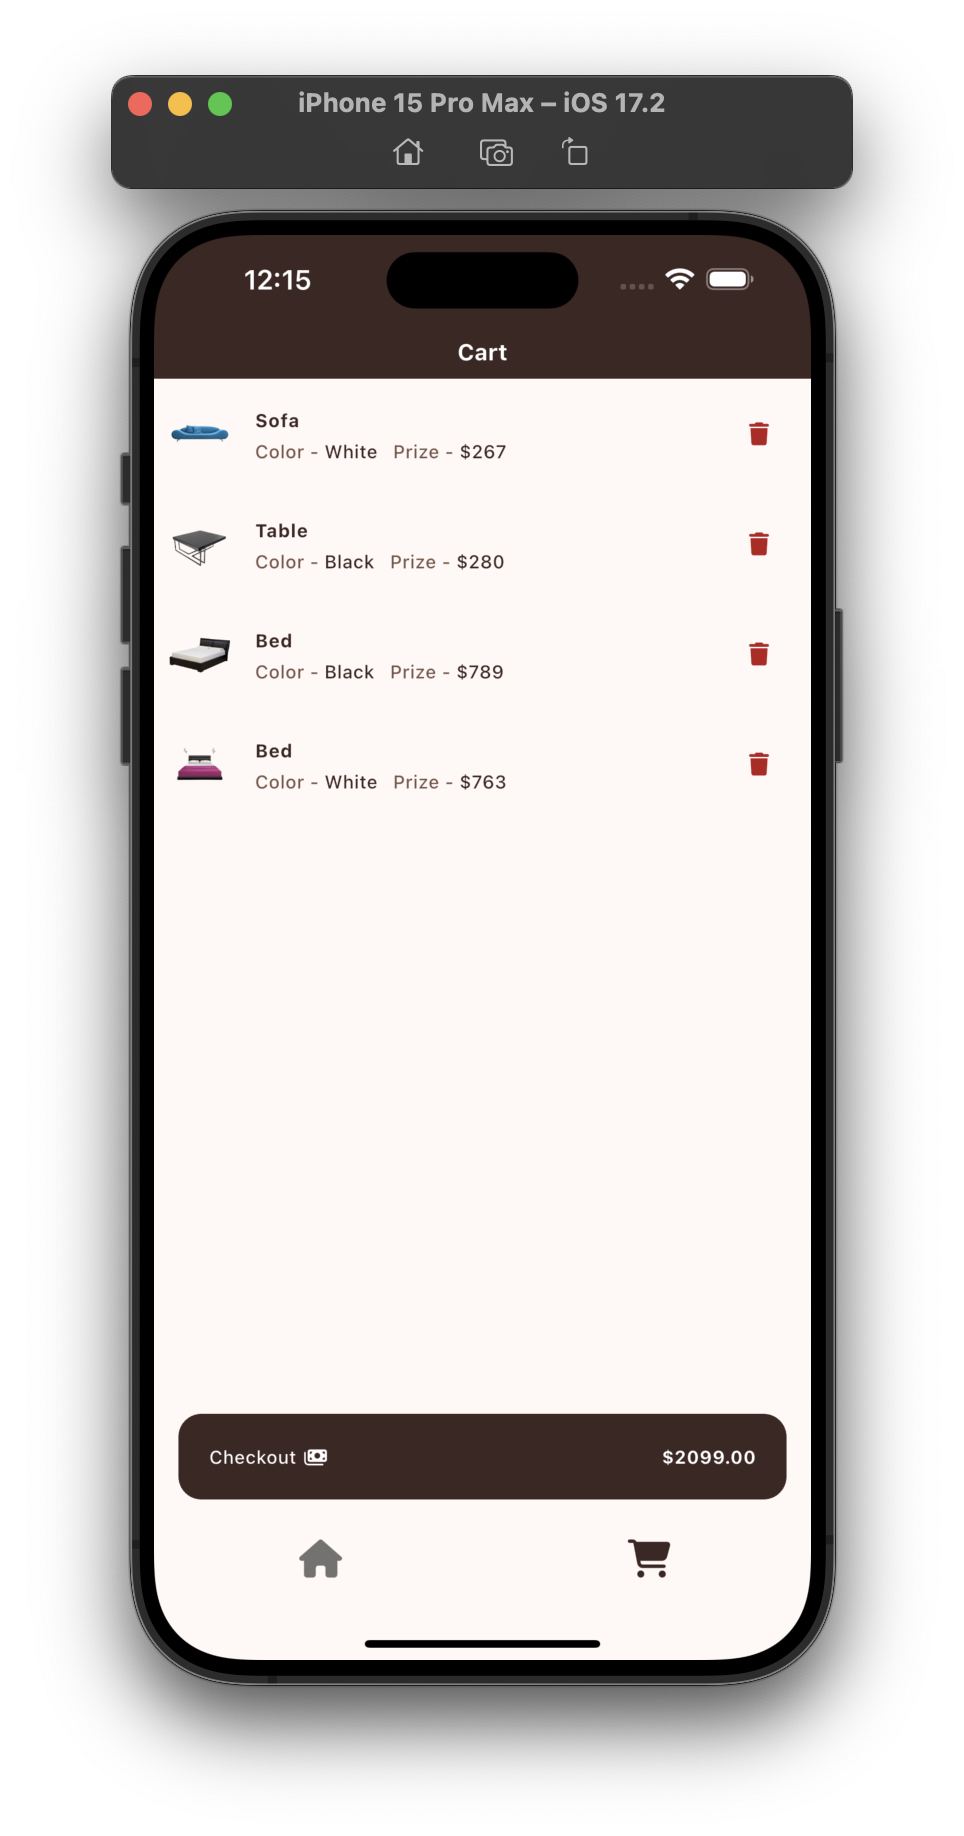 iPhone 15 Pro Max – iOS 17.2
12:15
Cart
Sofa
Color - White Prize - $267
Table
Color - Black Prize - $280
Bed
Color - Black Prize - $789
Bed
Color - White Prize - $763
Checkout $2099.00